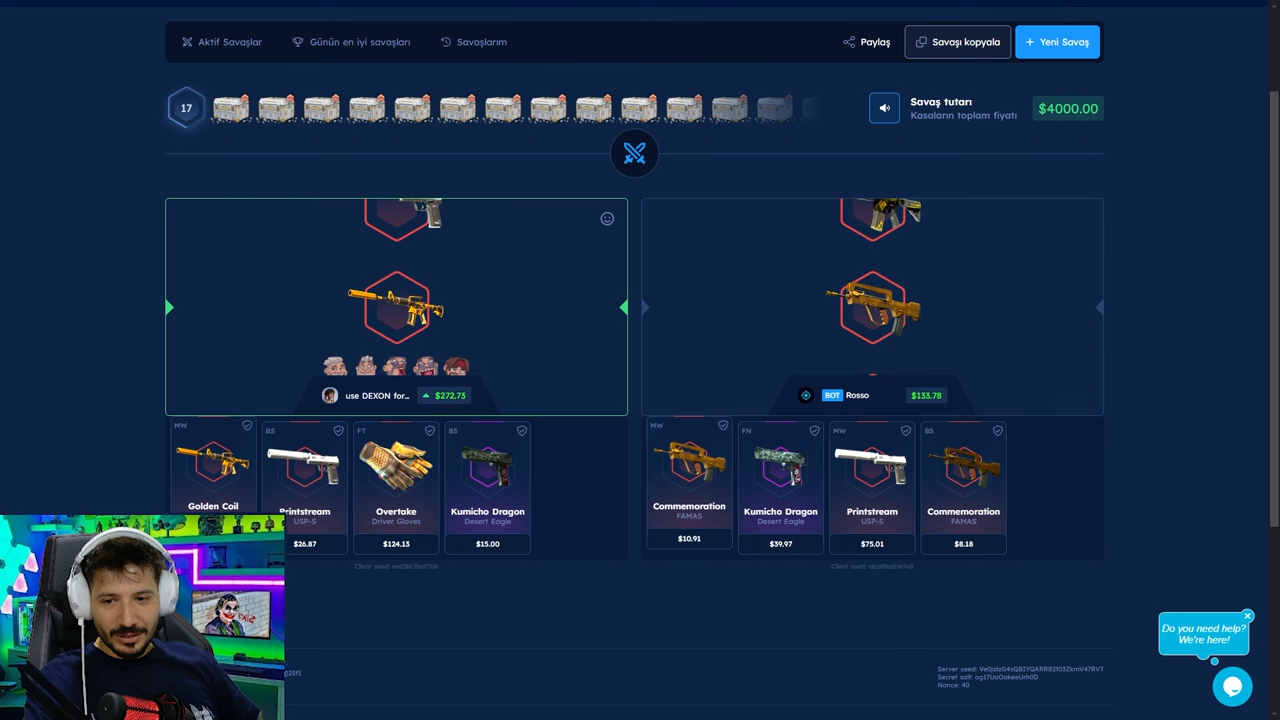 Aktif Savaşlar
Günün en iyi savaşları
Savaşlarım
Paylaş
Savaşı kopyala
+ Yeni Savaş
17
Savaş tutarı
Kasaların toplam fiyatı
$4000.00
use DEXON for...
$272.73
BOT Rosso
$133.78
MW
Golden Coil
BS
Printstream
USP-S
$26.87
FT
Overtake
Driver Gloves
$124.13
BS
Kumicho Dragon
Desert Eagle
$15.00
MW
Commemoration
FAMAS
$10.91
FN
Kumicho Dragon
Desert Eagle
$39.97
MW
Printstream
USP-S
$75.01
BS
Commemoration
FAMAS
$8.18
Do you need help?
We're here!
Nonce: 40